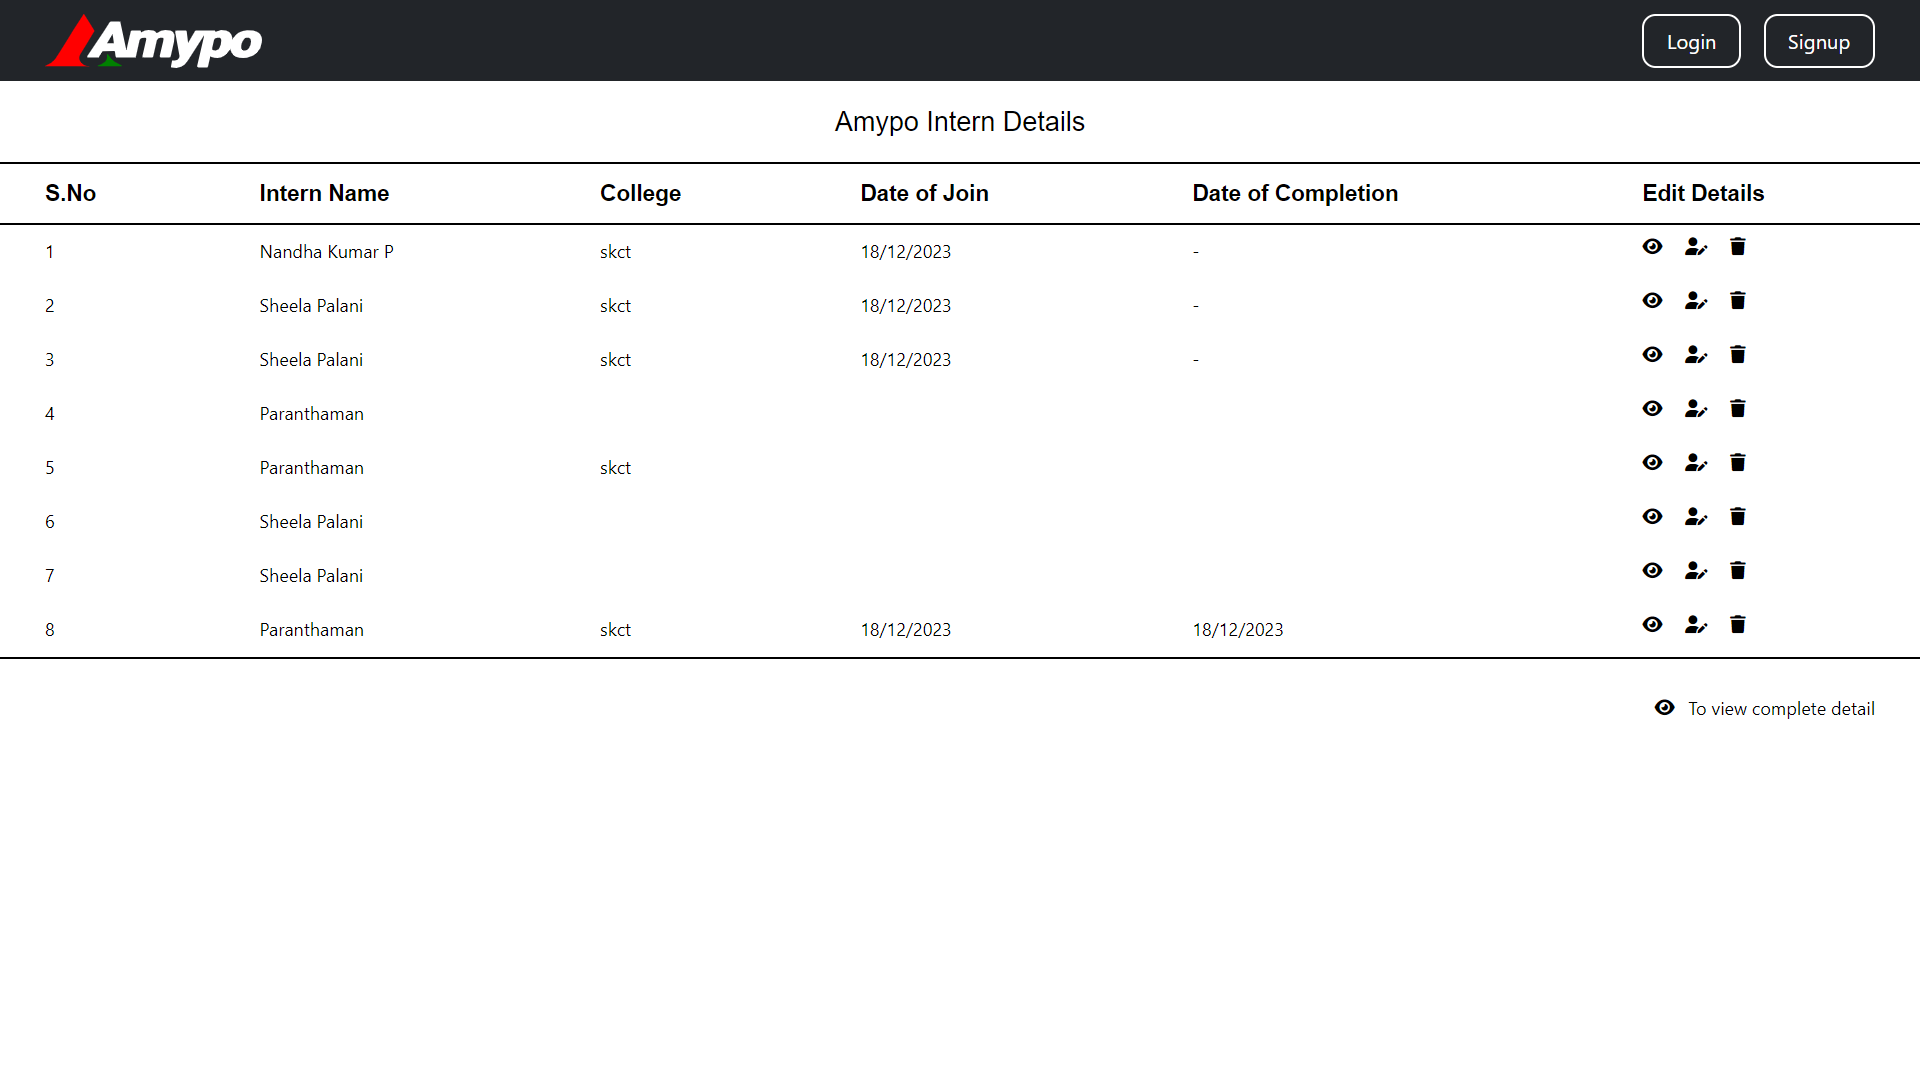 Amypo
Login Signup
Amypo Intern Details
S.No Intern Name College Date of Join Date of Completion Edit Details
1 Nandha Kumar P skct 18/12/2023 -
2 Sheela Palani skct 18/12/2023 -
3 Sheela Palani skct 18/12/2023 -
4 Paranthaman
5 Paranthaman skct
6 Sheela Palani
7 Sheela Palani
8 Paranthaman skct 18/12/2023 18/12/2023
To view complete detail